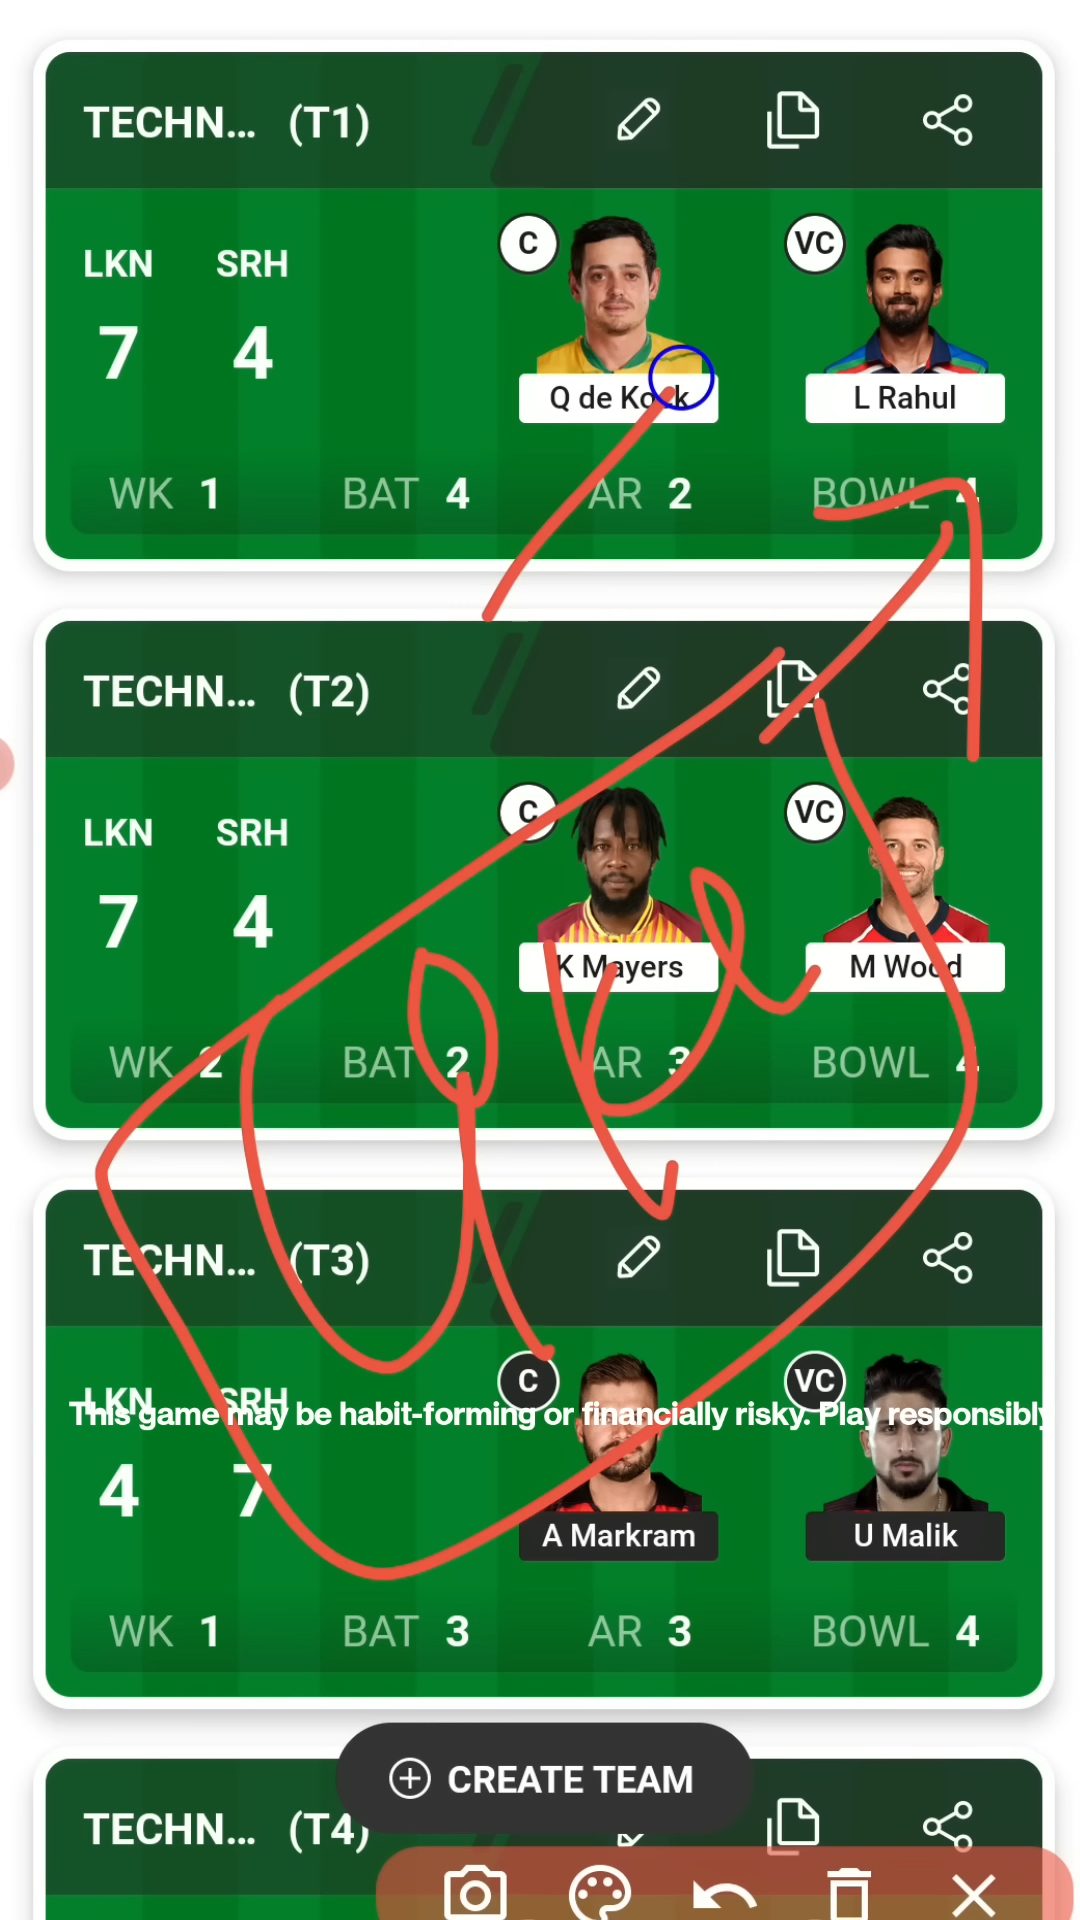 TECHN... (T1)
LKN SRH
7 4
C VC
Q de Kock L Rahul
WK 1 BAT 4 AR 2 BOWL 4
TECHN... (T2)
LKN SRH
7 4
C VC
K Mayers M Wood
WK 2 BAT 2 AR 3 BOWL 4
TECHN... (T3)
C VC
LKN SRH
This game may be habit-forming or financially risky. Play responsibly
4 7
A Markram U Malik
WK 1 BAT 3 AR 3 BOWL 4
CREATE TEAM
TECHN... (T4)